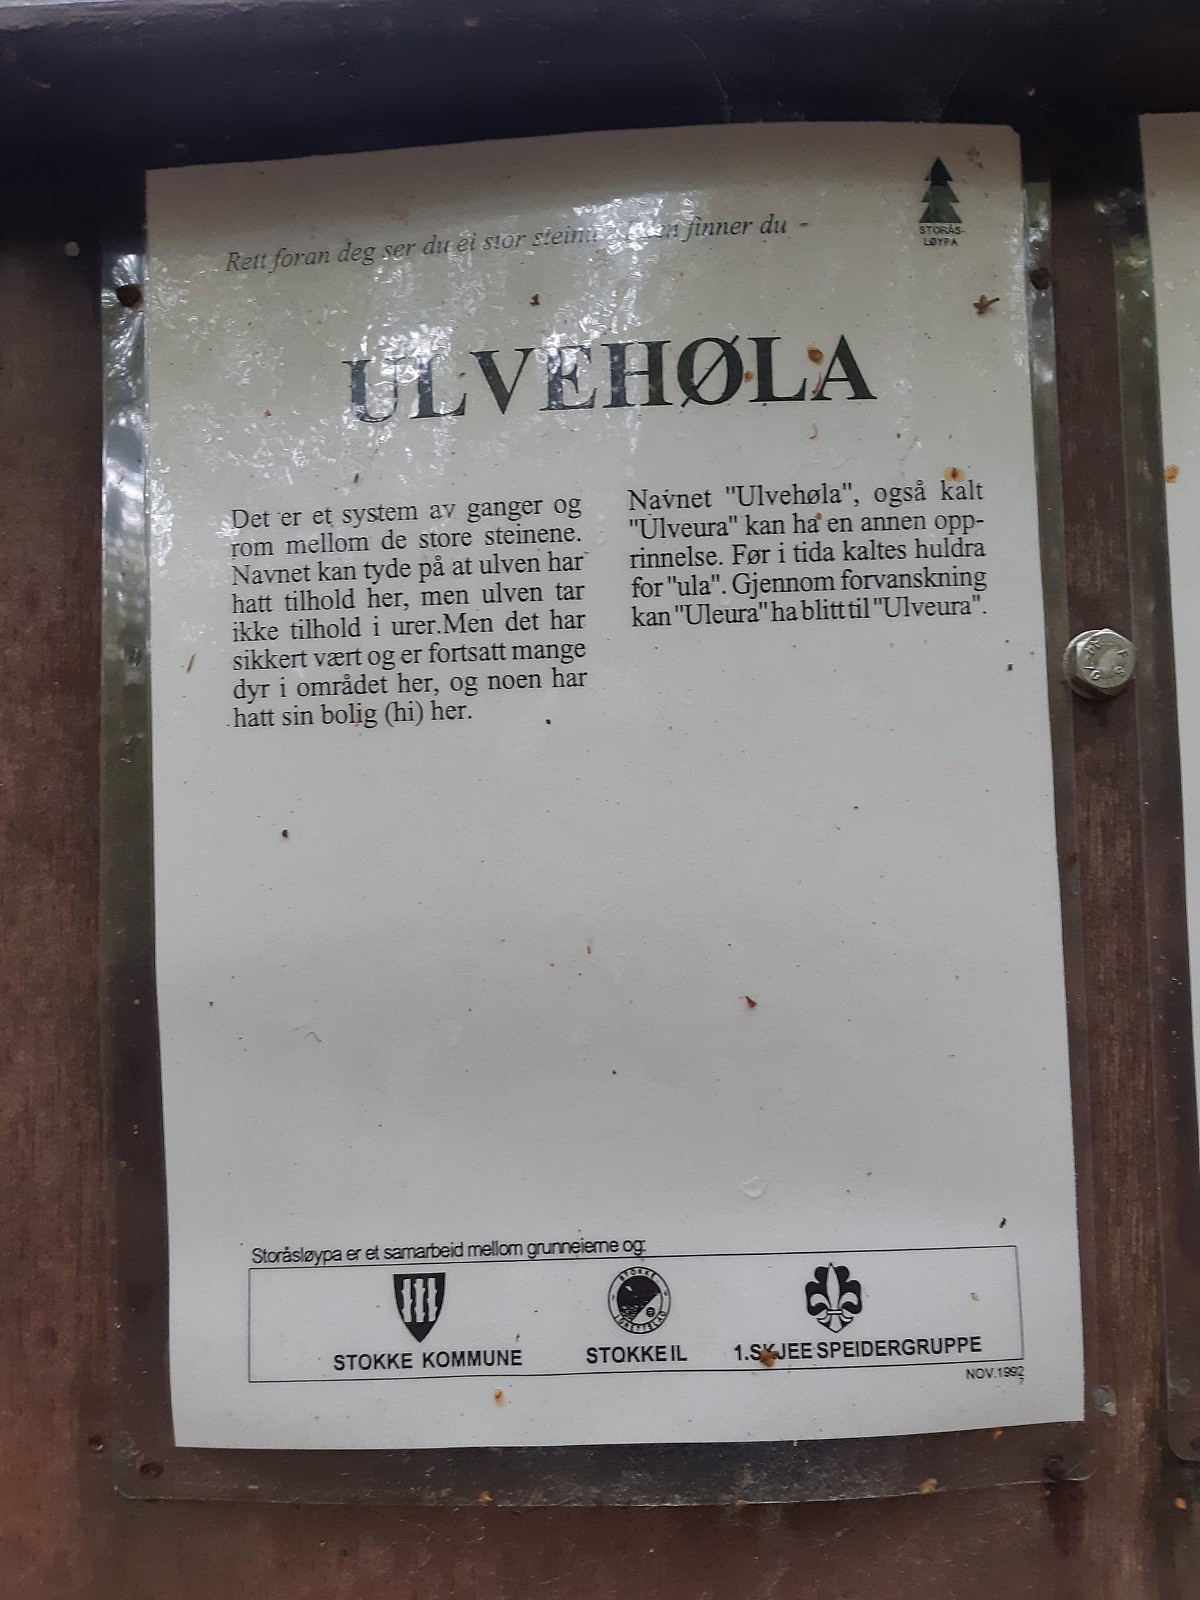 Rett foran deg ser du ei stor finner du -
STORÅS-
LØYPA
ULVEHØLA
Det er et system av ganger og
rom mellom de store steinene.
Navnet kan tyde på at ulven har
hatt tilhold her, men ulven tar
ikke tilhold i urer.Men det har
sikkert vært og er fortsatt mange
dyr i området her, og noen har
hatt sin bolig (hi) her.
Navnet "Ulvehøla", også kalt
"Ulveura" kan ha en annen opp-
rinnelse. Før i tida kaltes huldra
for "ula". Gjennom forvanskning
kan "Uleura" ha blitt til "Ulveura".
Storåsløypa er et samarbeid mellom grunneierne og:
STOKKE
IDRETTSLAG
STOKKE KOMMUNE
STOKKE IL
1.SKJEE SPEIDERGRUPPE
NOV.1992